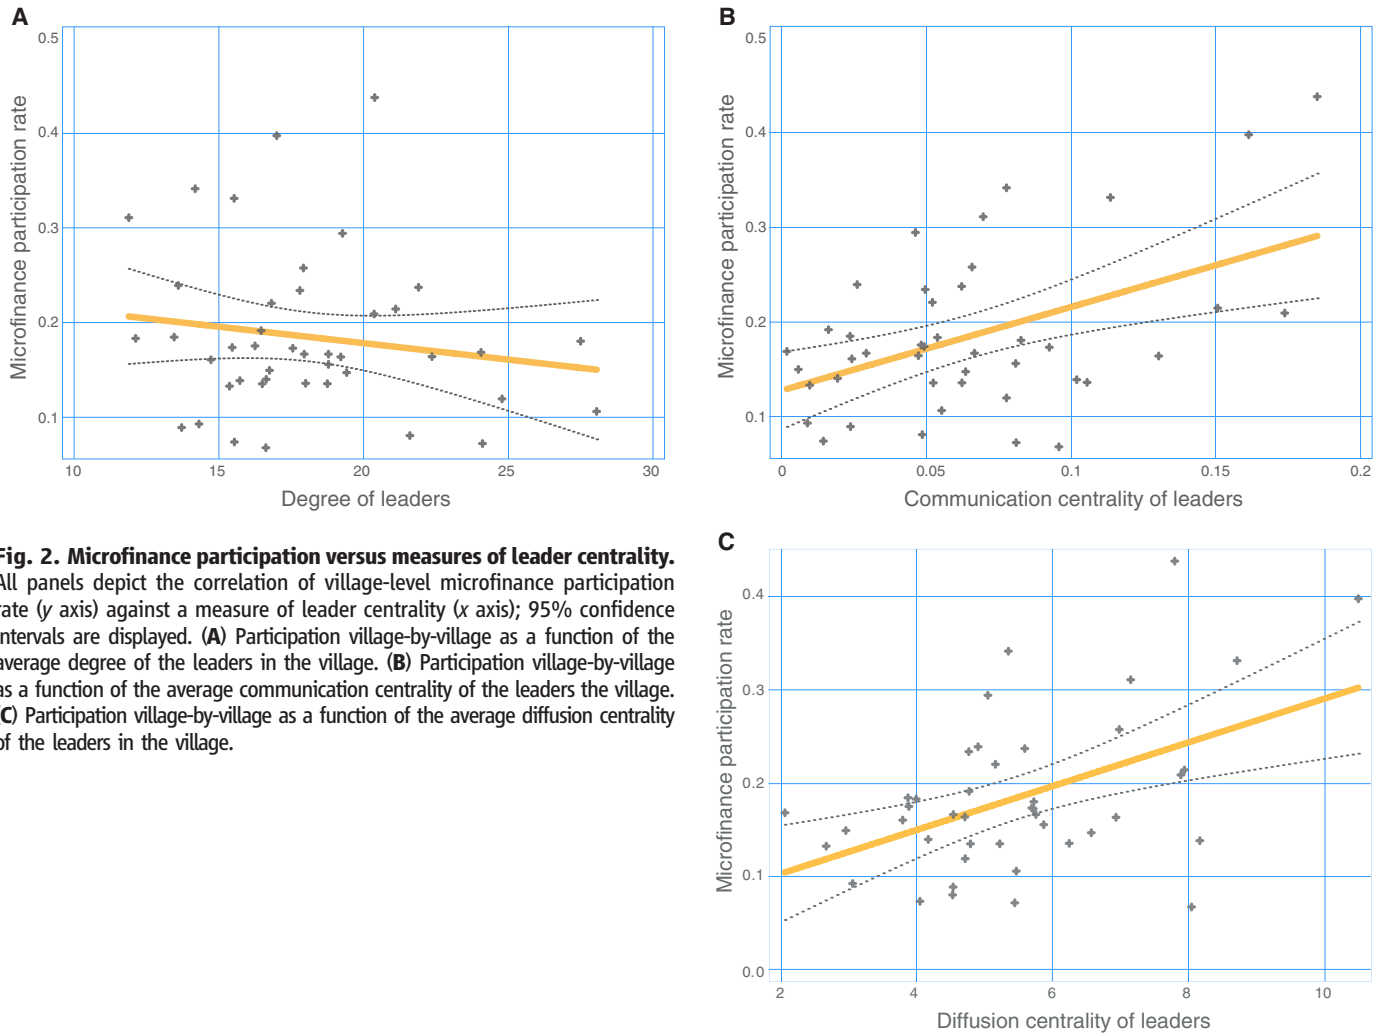 A
0.5
0.4
0.3
0.2
0.1
Microfinance participation rate
10 15 20 25 30
Degree of leaders
B
0.5
0.4
0.3
0.2
0.1
Microfinance participation rate
0 0.05 0.1 0.15 0.2
Communication centrality of leaders
Fig. 2. Microfinance participation versus measures of leader centrality.
All panels depict the correlation of village-level microfinance participation
rate (y axis) against a measure of leader centrality (x axis); 95% confidence
intervals are displayed. (A) Participation village-by-village as a function of the
average degree of the leaders in the village. (B) Participation village-by-village
as a function of the average communication centrality of the leaders the village.
(C) Participation village-by-village as a function of the average diffusion centrality
of the leaders in the village.
C
0.4
0.3
0.2
0.1
0.0
Microfinance participation rate
2 4 6 8 10
Diffusion centrality of leaders